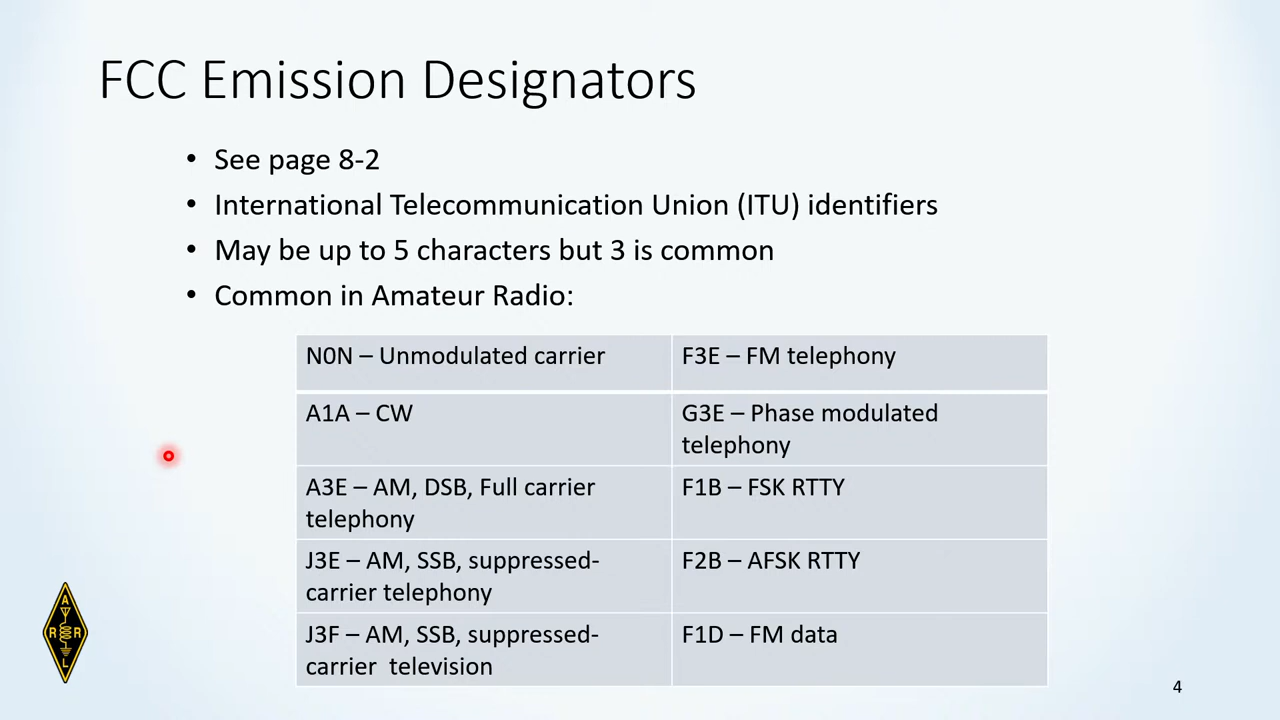 FCC Emission Designators
• See page 8-2
• International Telecommunication Union (ITU) identifiers
• May be up to 5 characters but 3 is common
• Common in Amateur Radio:
N0N – Unmodulated carrier
F3E – FM telephony
A1A – CW
G3E – Phase modulated
telephony
A3E – AM, DSB, Full carrier
telephony
F1B – FSK RTTY
J3E – AM, SSB, suppressed-
carrier telephony
F2B – AFSK RTTY
J3F – AM, SSB, suppressed-
carrier television
F1D – FM data
A
R R
L
4